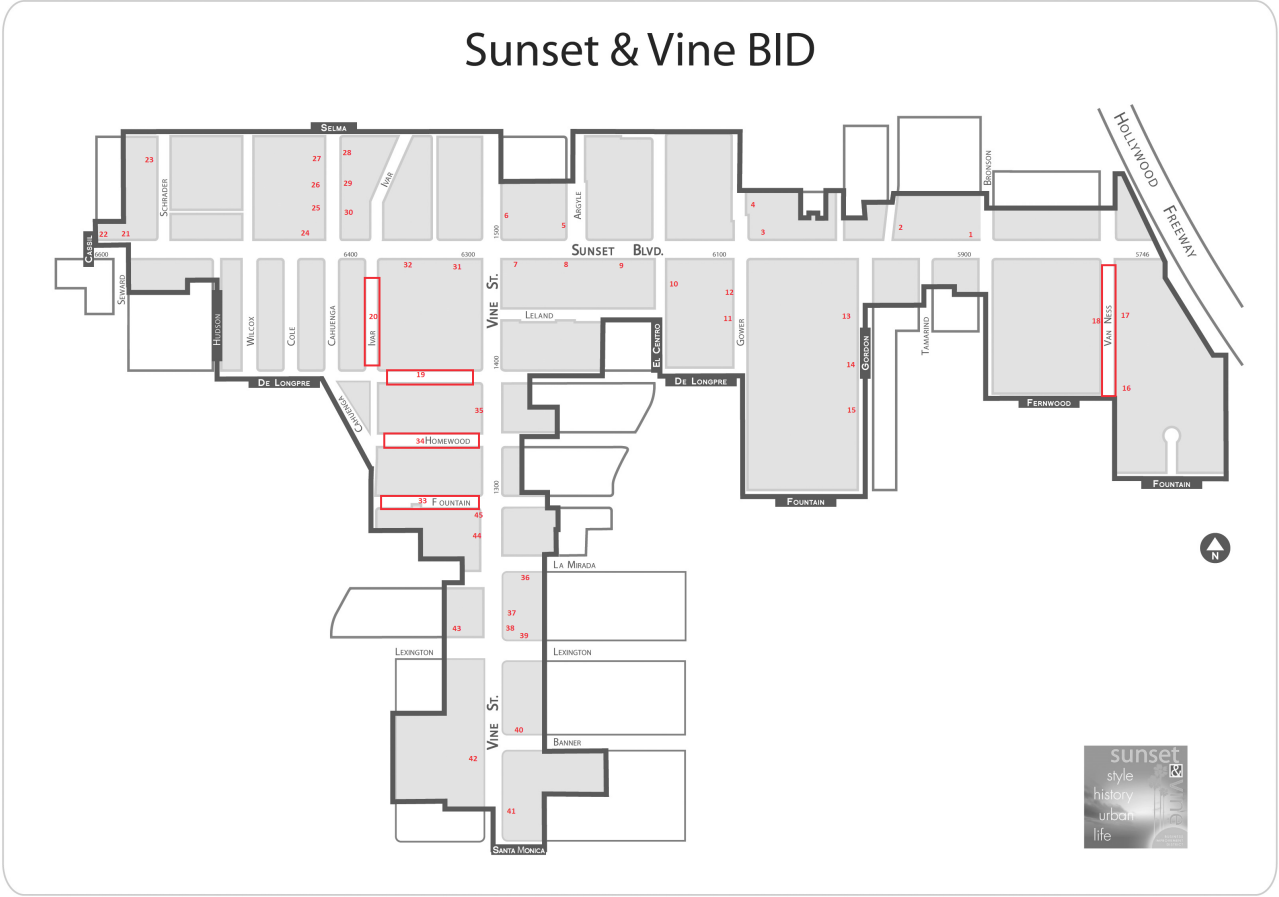 Sunset & Vine BID
HOLLYWOOD FREEWAY
SELMA
28
27
23
BRONSON
IVAR
SCHRADER
26
29
ARGYLE
25
30
6
4
5
2
22
21
24
3
1
1500
CASSIL
SUNSET BLVD.
6600
6400
6300
6100
5900
5746
32
31
7
8
9
SEWARD
10
12
VINE ST.
HUDSON
WILCOX
COLE
CAHUENGA
20
IVAR
LELAND
11
GOWER
13
TAMARIND
18
VAN NESS
17
EL CENTRO
GORDON
1400
14
19
DE LONGPRE
DE LONGPRE
16
FERNWOOD
CAHUENGA
35
15
34 HOMEWOOD
1300
33 FOUNTAIN
FOUNTAIN
FOUNTAIN
45
44
N
LA MIRADA
36
37
43
38
39
LEXINGTON
LEXINGTON
VINE ST.
40
BANNER
42
41
SANTA MONICA
sunset
&
vine
style
history
urban
life